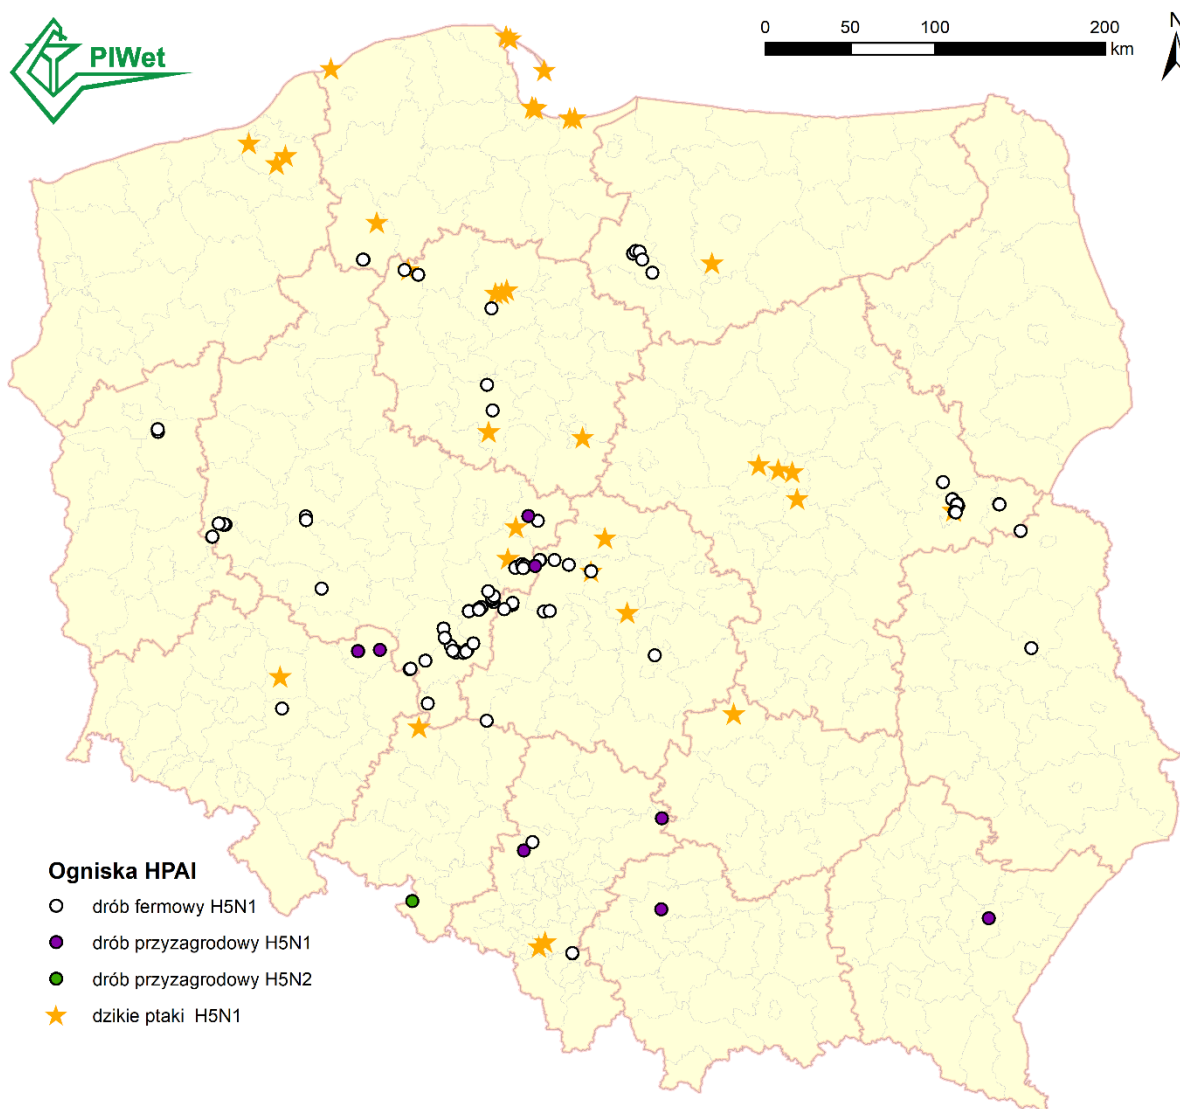 PIWet
0 50 100 200
km
N
Ogniska HPAI
drób fermowy H5N1
drób przyzagrodowy H5N1
drób przyzagrodowy H5N2
dzikie ptaki H5N1